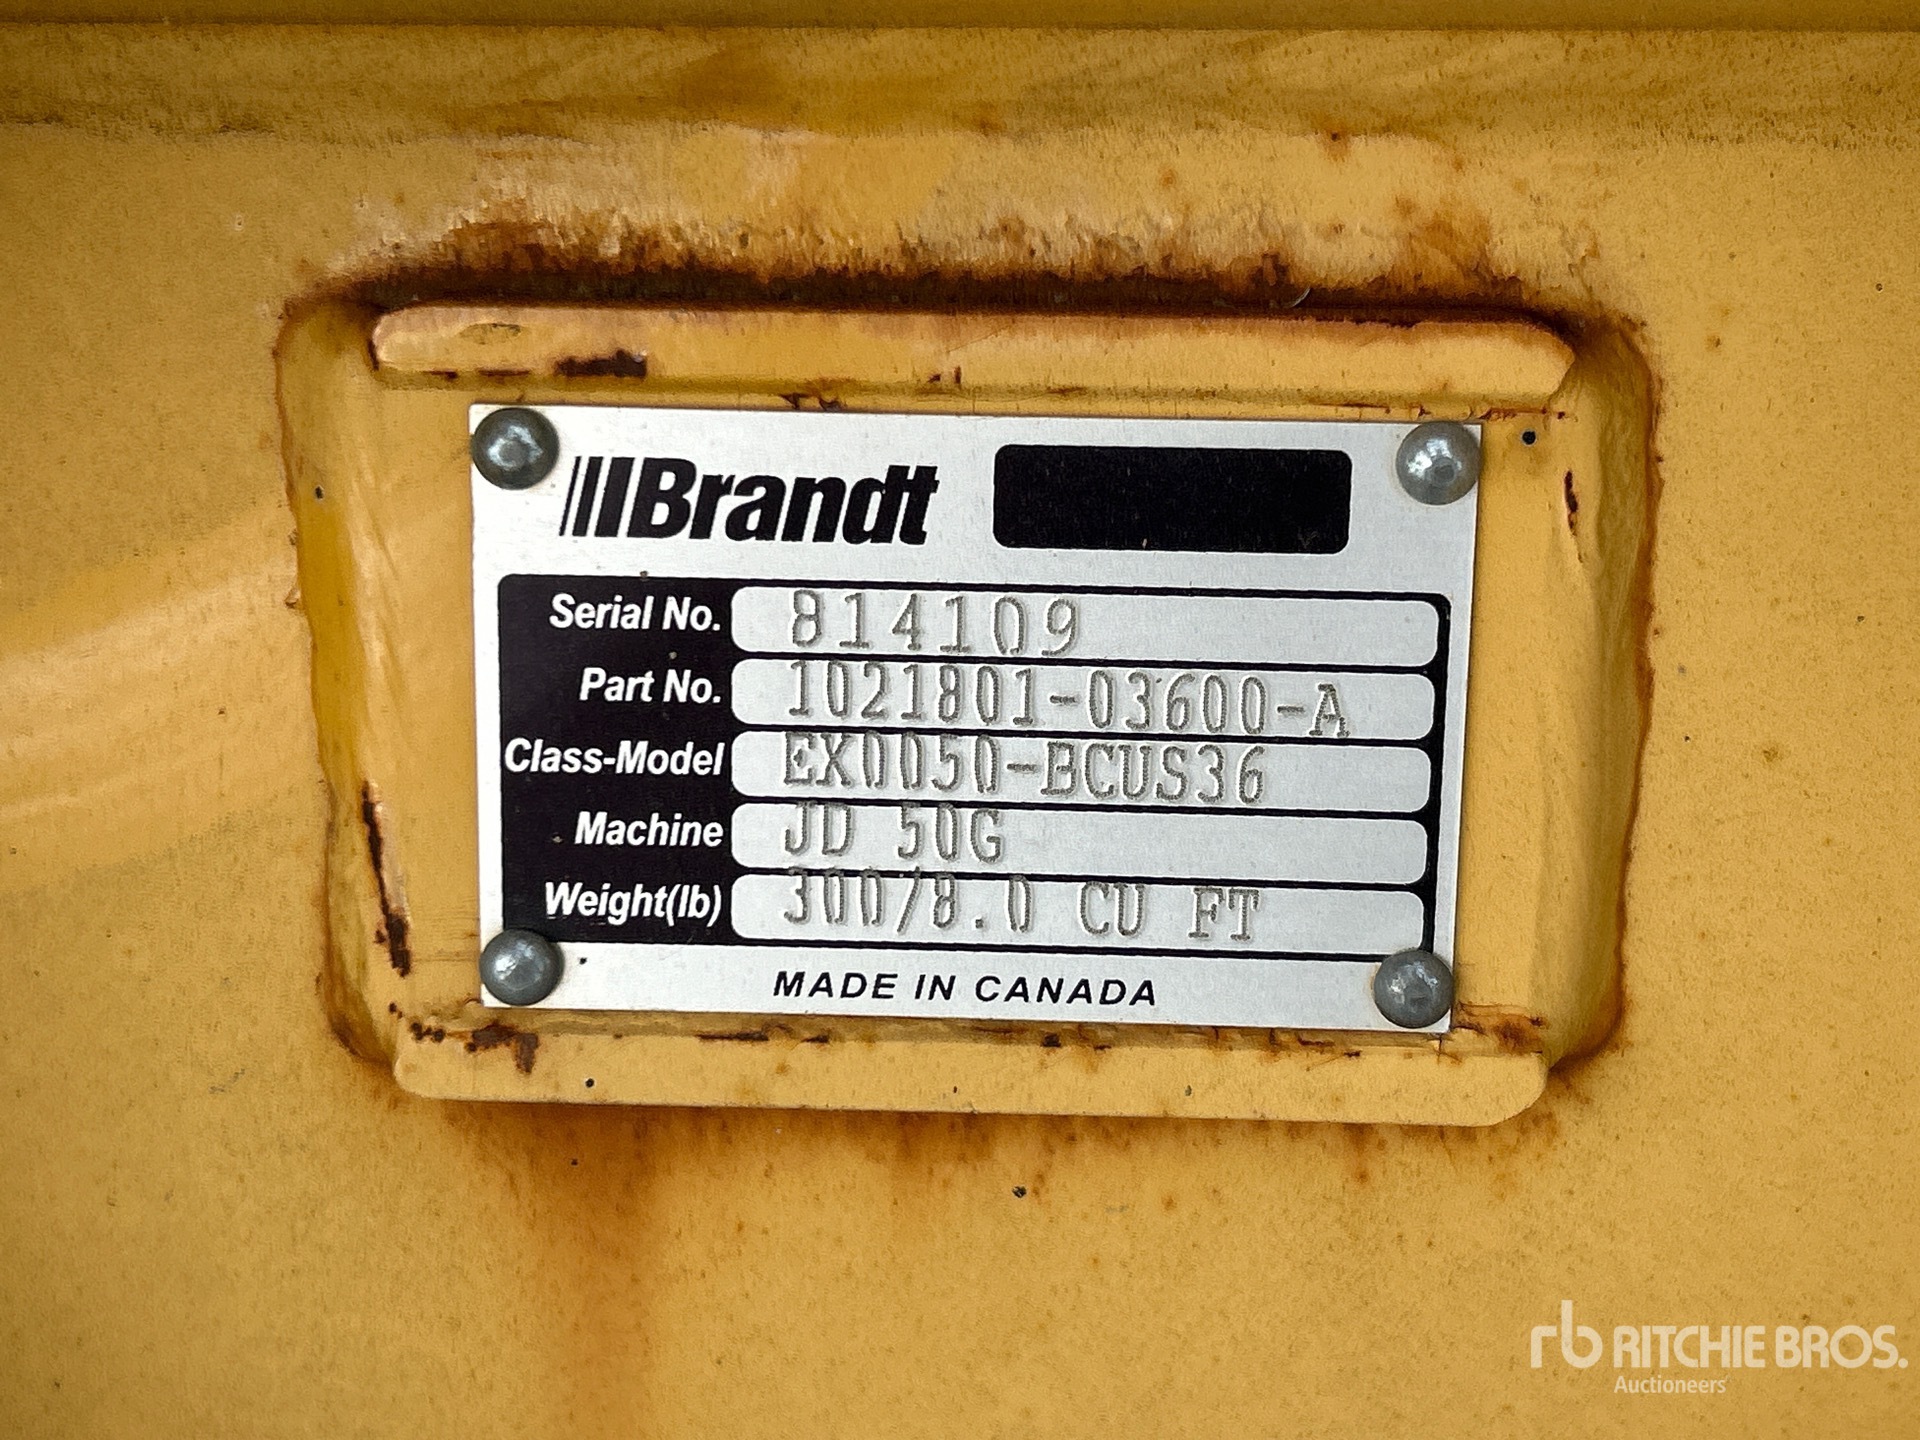 Brandt
Serial No. 814109
Part No. 1021801-03600-A
Class-Model EX0050-BCUS36
Machine JD 50G
Weight(lb) 300/8.0 CU FT
MADE IN CANADA
rb RITCHIE BROS.
Auctioneers